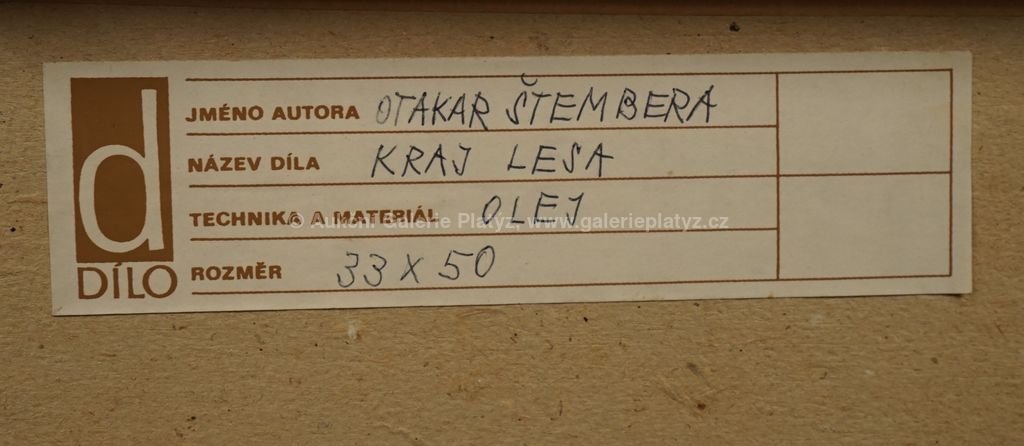 d
DÍLO
JMÉNO AUTORA OTAKAR ŠTEMBERA
NÁZEV DÍLA KRAJ LESA
TECHNIKA A MATERIÁL OLEJ
© Aukční Galerie Platýz, www.galerieplatyz.cz
ROZMĚR 33 X 50